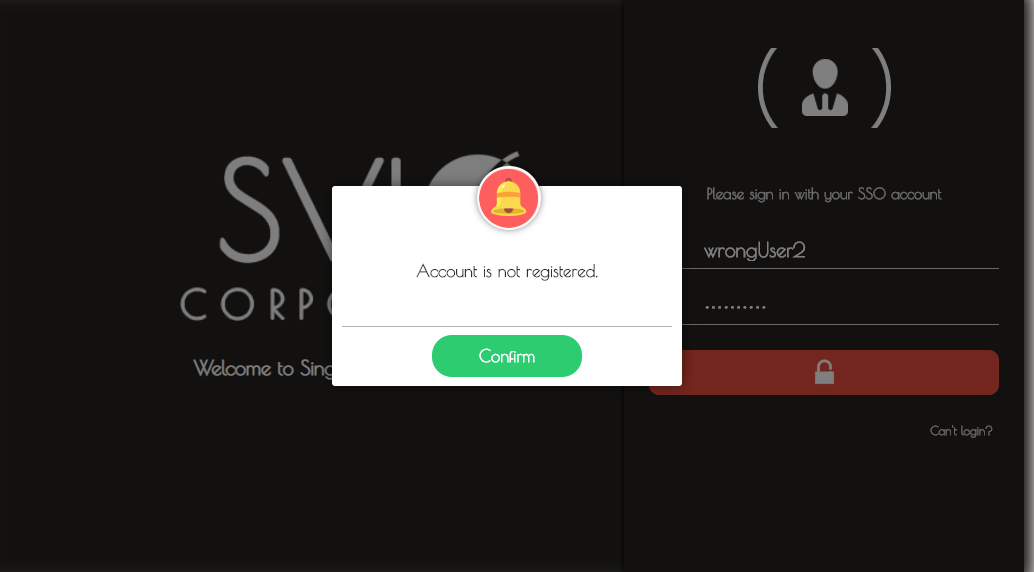 CORPO
Welcome to Sing
Account is not registered.
Confirm
Please sign in with your SSO account
wrongUser2
••••••••••
Can't login?